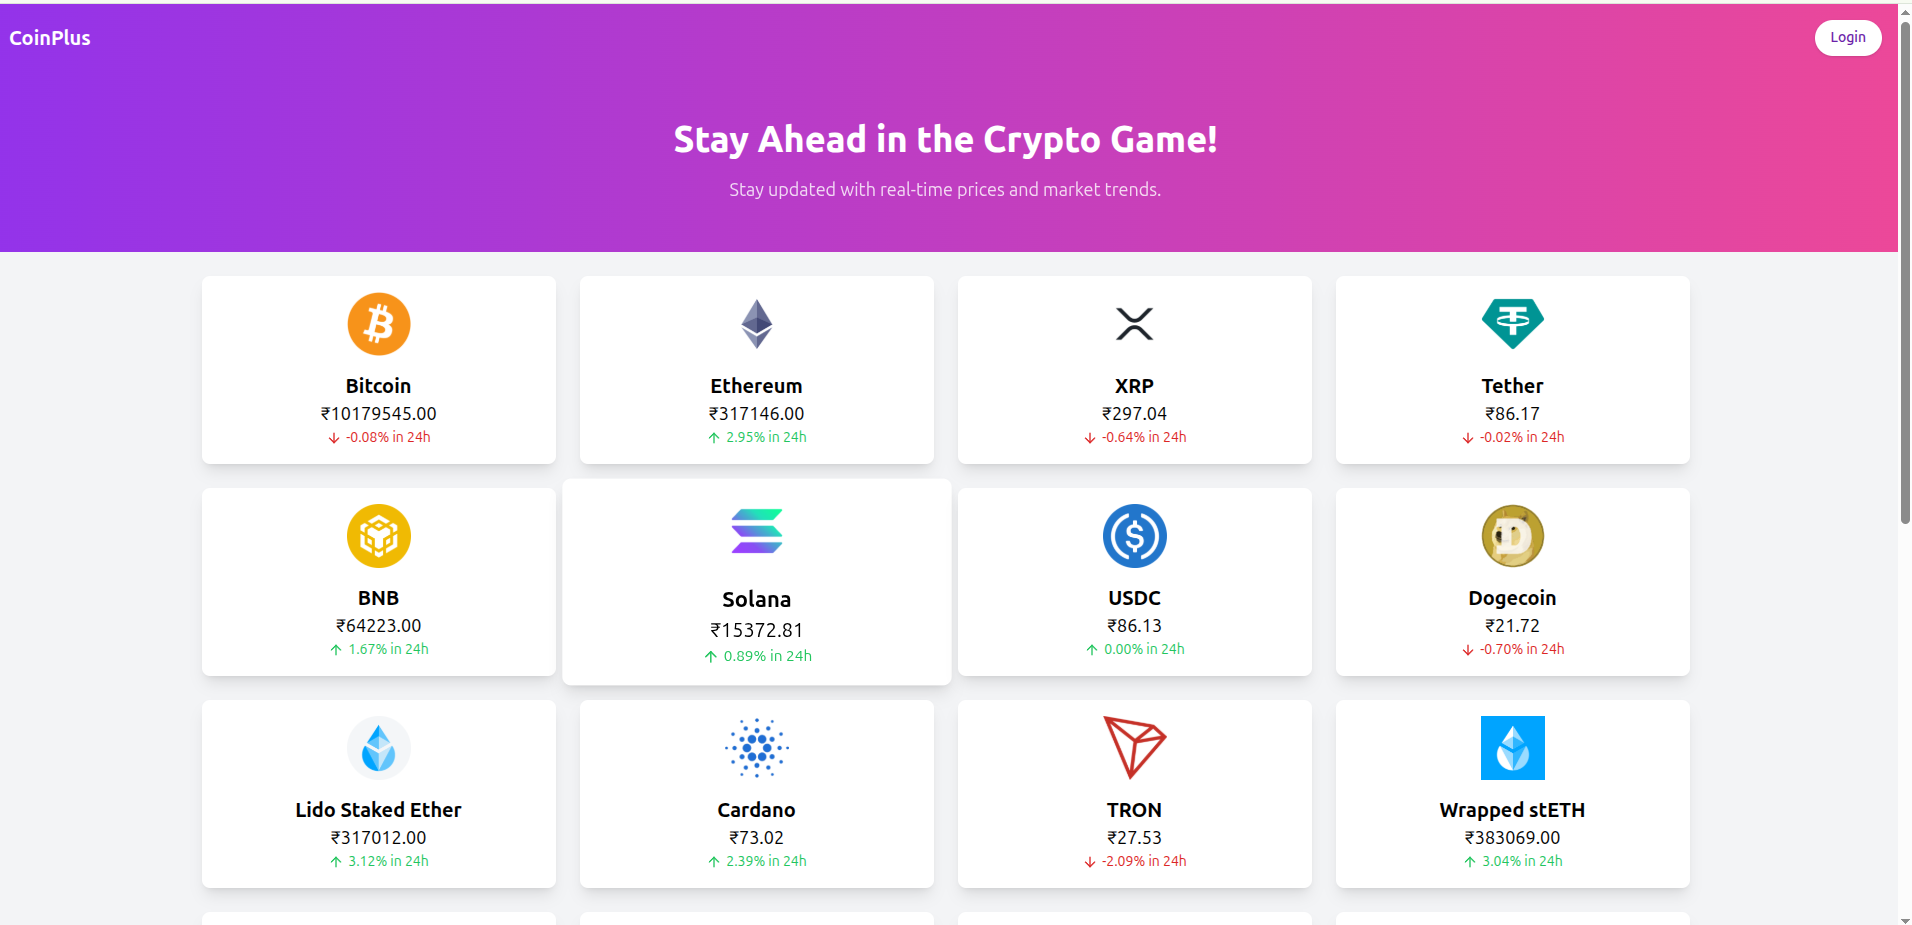 CoinPlus
Login
Stay Ahead in the Crypto Game!
Stay updated with real-time prices and market trends.
Bitcoin
₹10179545.00
↓ -0.08% in 24h
Ethereum
₹317146.00
↑ 2.95% in 24h
XRP
₹297.04
↓ -0.64% in 24h
Tether
₹86.17
↓ -0.02% in 24h
BNB
₹64223.00
↑ 1.67% in 24h
Solana
₹15372.81
↑ 0.89% in 24h
USDC
₹86.13
↑ 0.00% in 24h
Dogecoin
₹21.72
↓ -0.70% in 24h
Lido Staked Ether
₹317012.00
↑ 3.12% in 24h
Cardano
₹73.02
↑ 2.39% in 24h
TRON
₹27.53
↓ -2.09% in 24h
Wrapped stETH
₹383069.00
↑ 3.04% in 24h